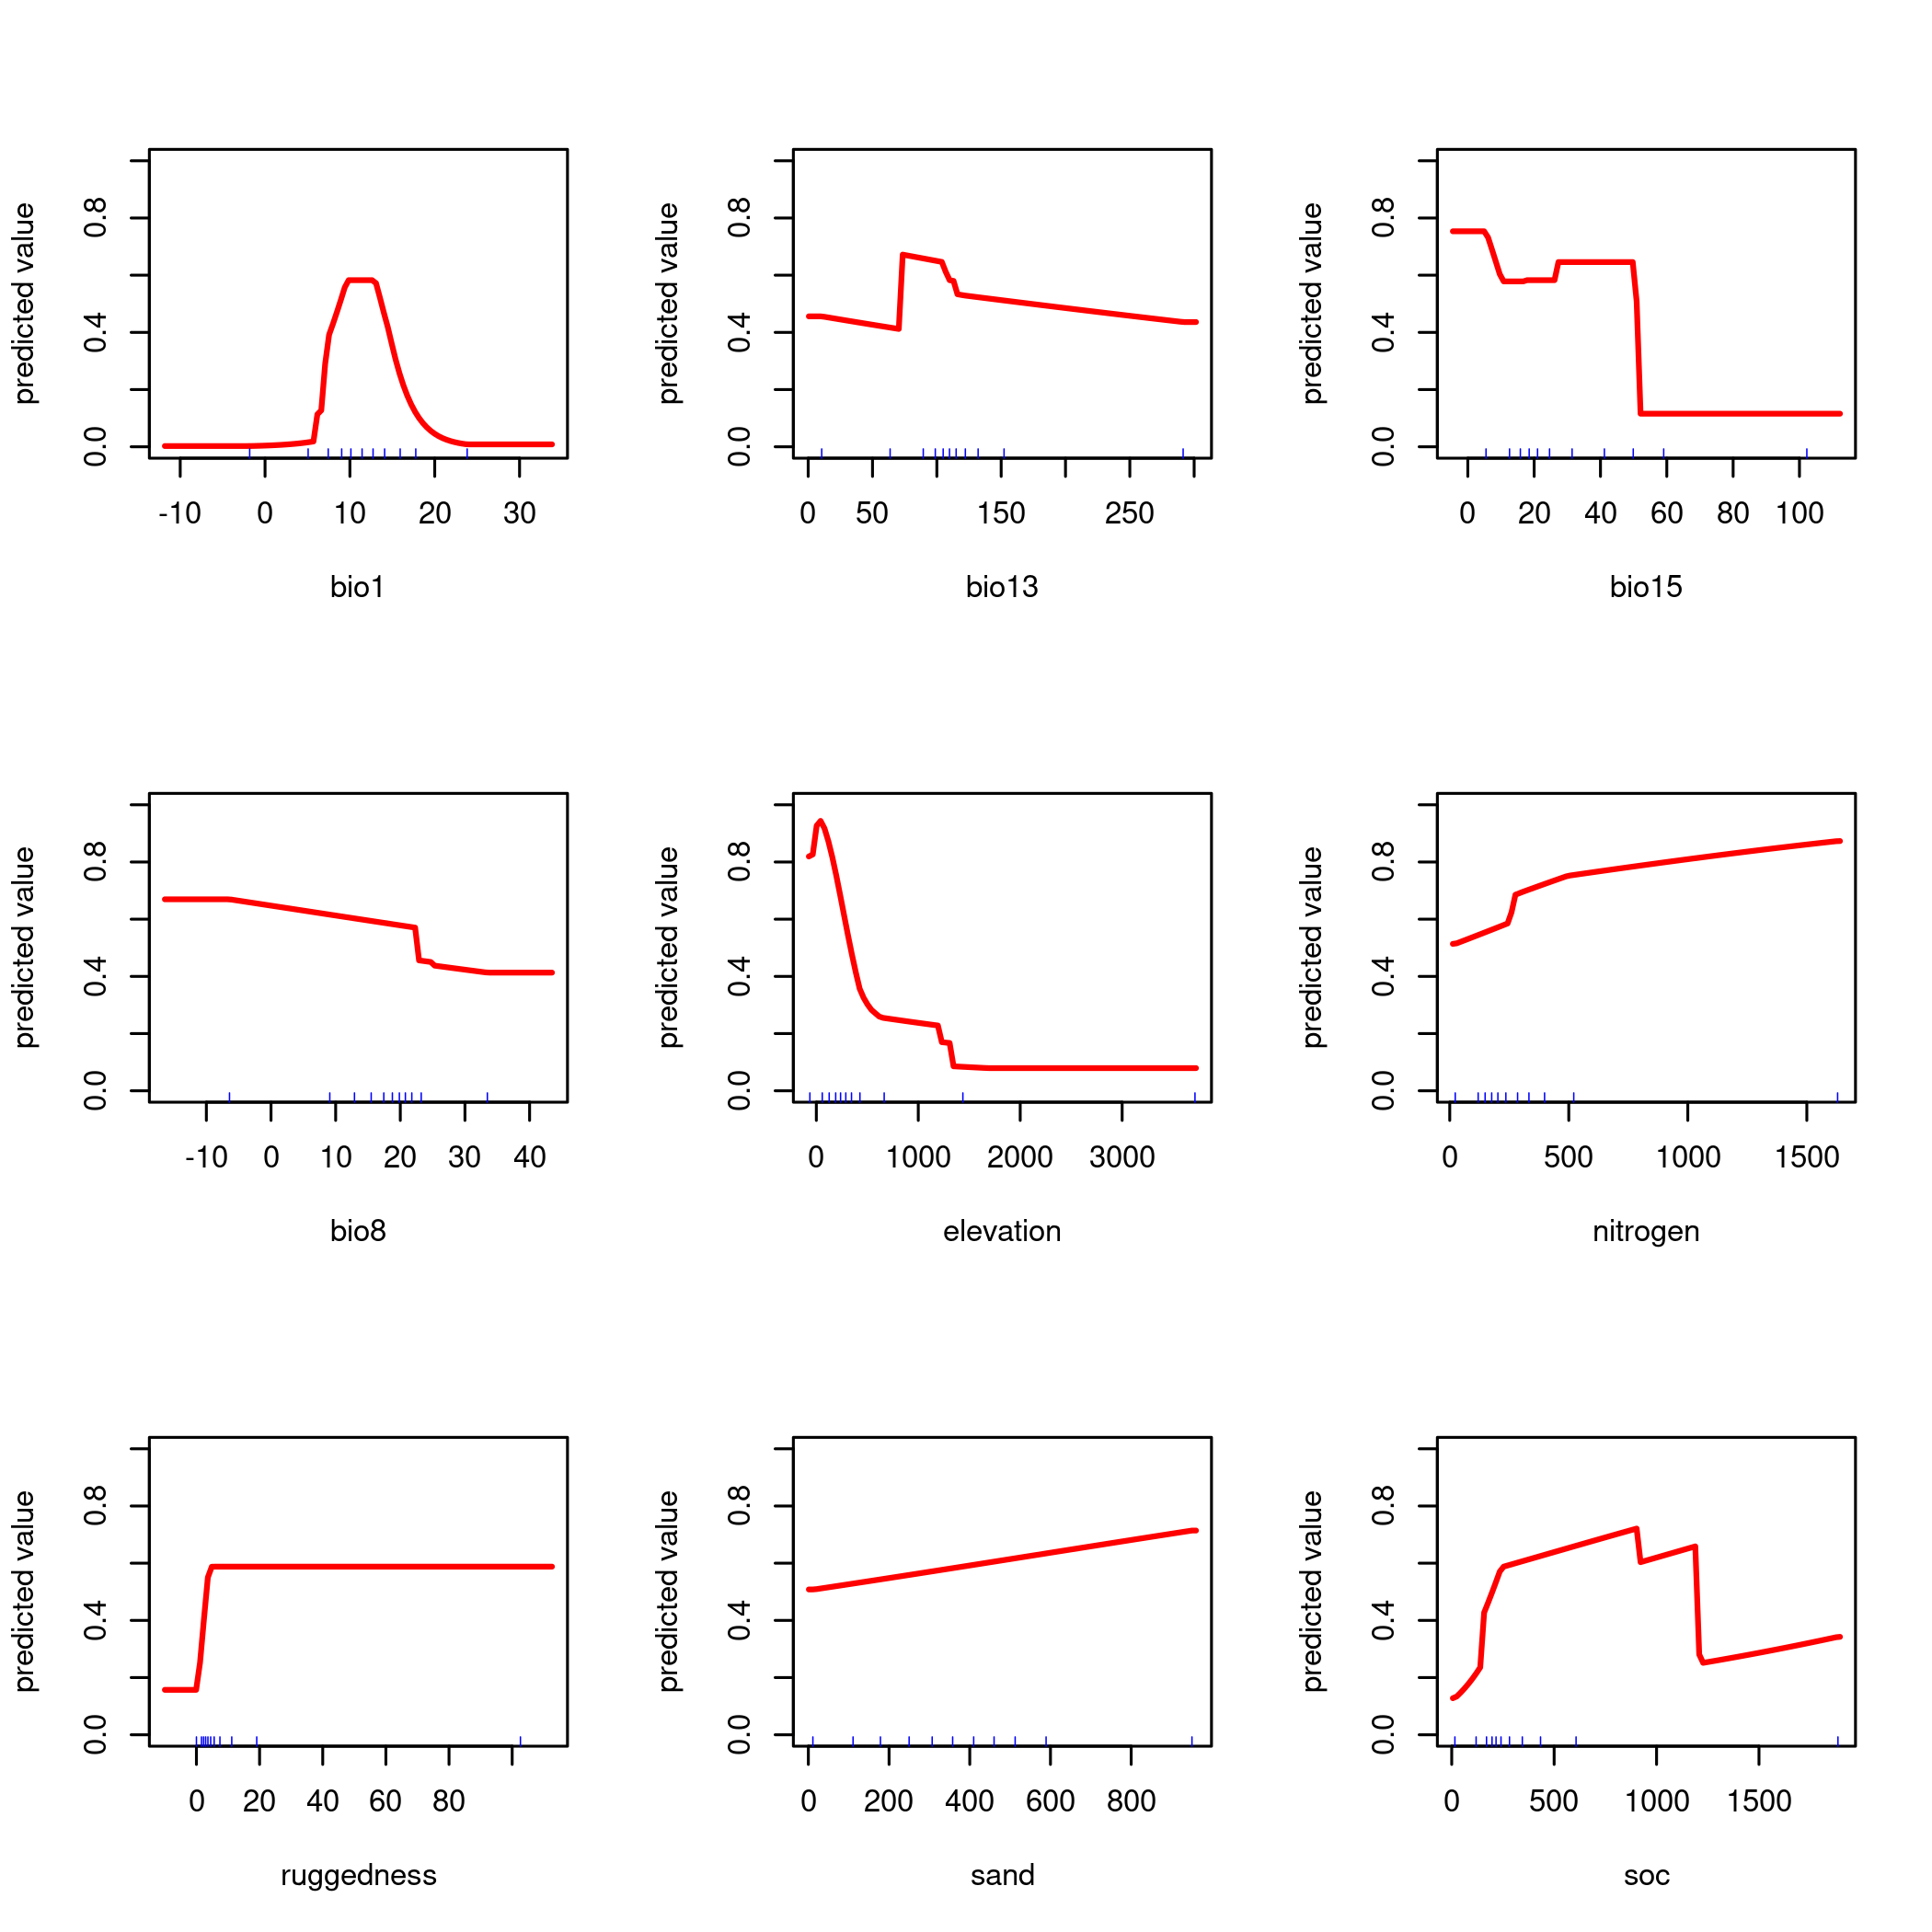 predicted value
0.0 0.4 0.8
-10 0 10 20 30
bio1
predicted value
0.0 0.4 0.8
0 50 150 250
bio13
predicted value
0.0 0.4 0.8
0 20 40 60 80 100
bio15
predicted value
0.0 0.4 0.8
-10 0 10 20 30 40
bio8
predicted value
0.0 0.4 0.8
0 1000 2000 3000
elevation
predicted value
0.0 0.4 0.8
0 500 1000 1500
nitrogen
predicted value
0.0 0.4 0.8
0 20 40 60 80
ruggedness
predicted value
0.0 0.4 0.8
0 200 400 600 800
sand
predicted value
0.0 0.4 0.8
0 500 1000 1500
soc